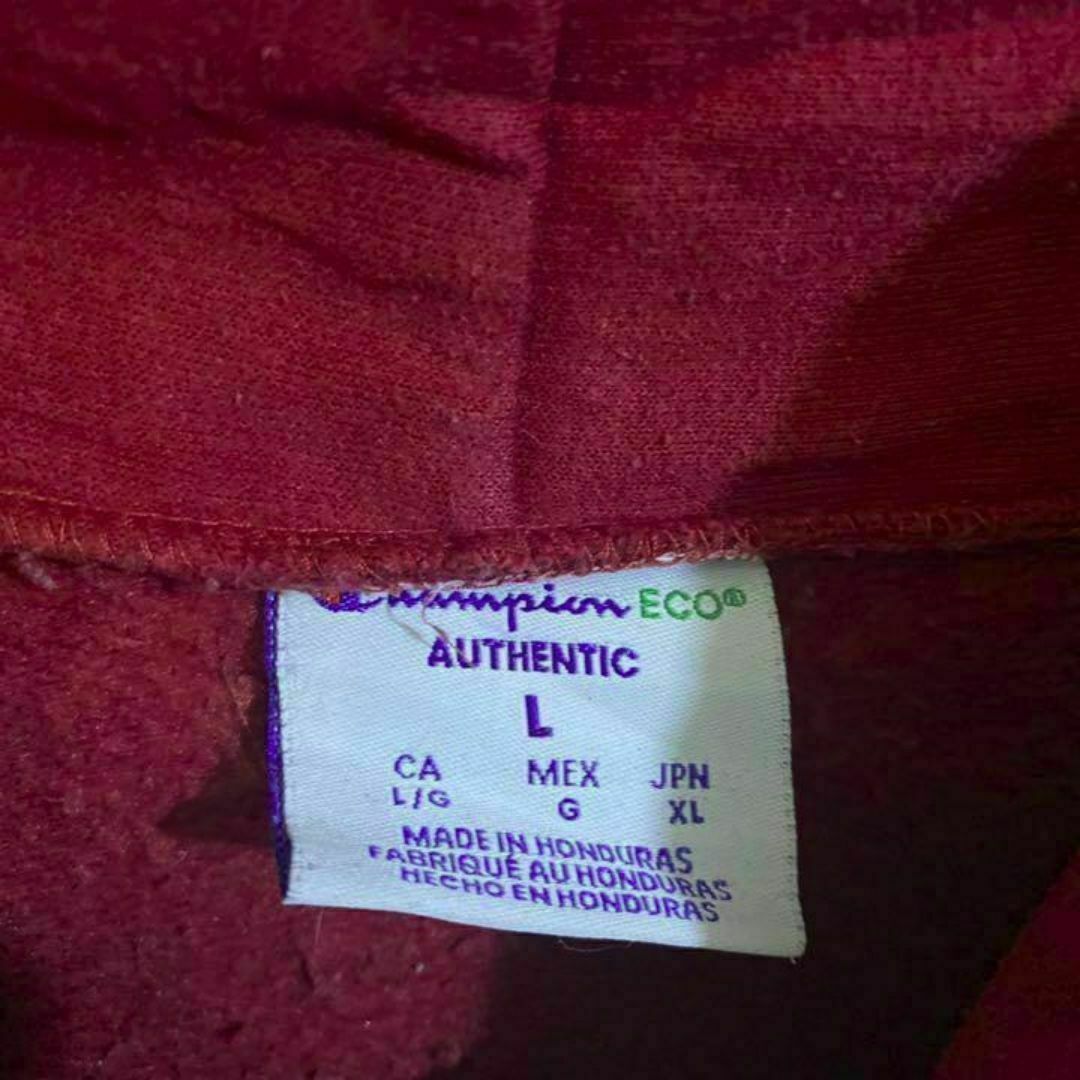 Champion ECO®
AUTHENTIC
L
CA MEX JPN
L/G G XL
MADE IN HONDURAS
FABRIQUÉ AU HONDURAS
HECHO EN HONDURAS